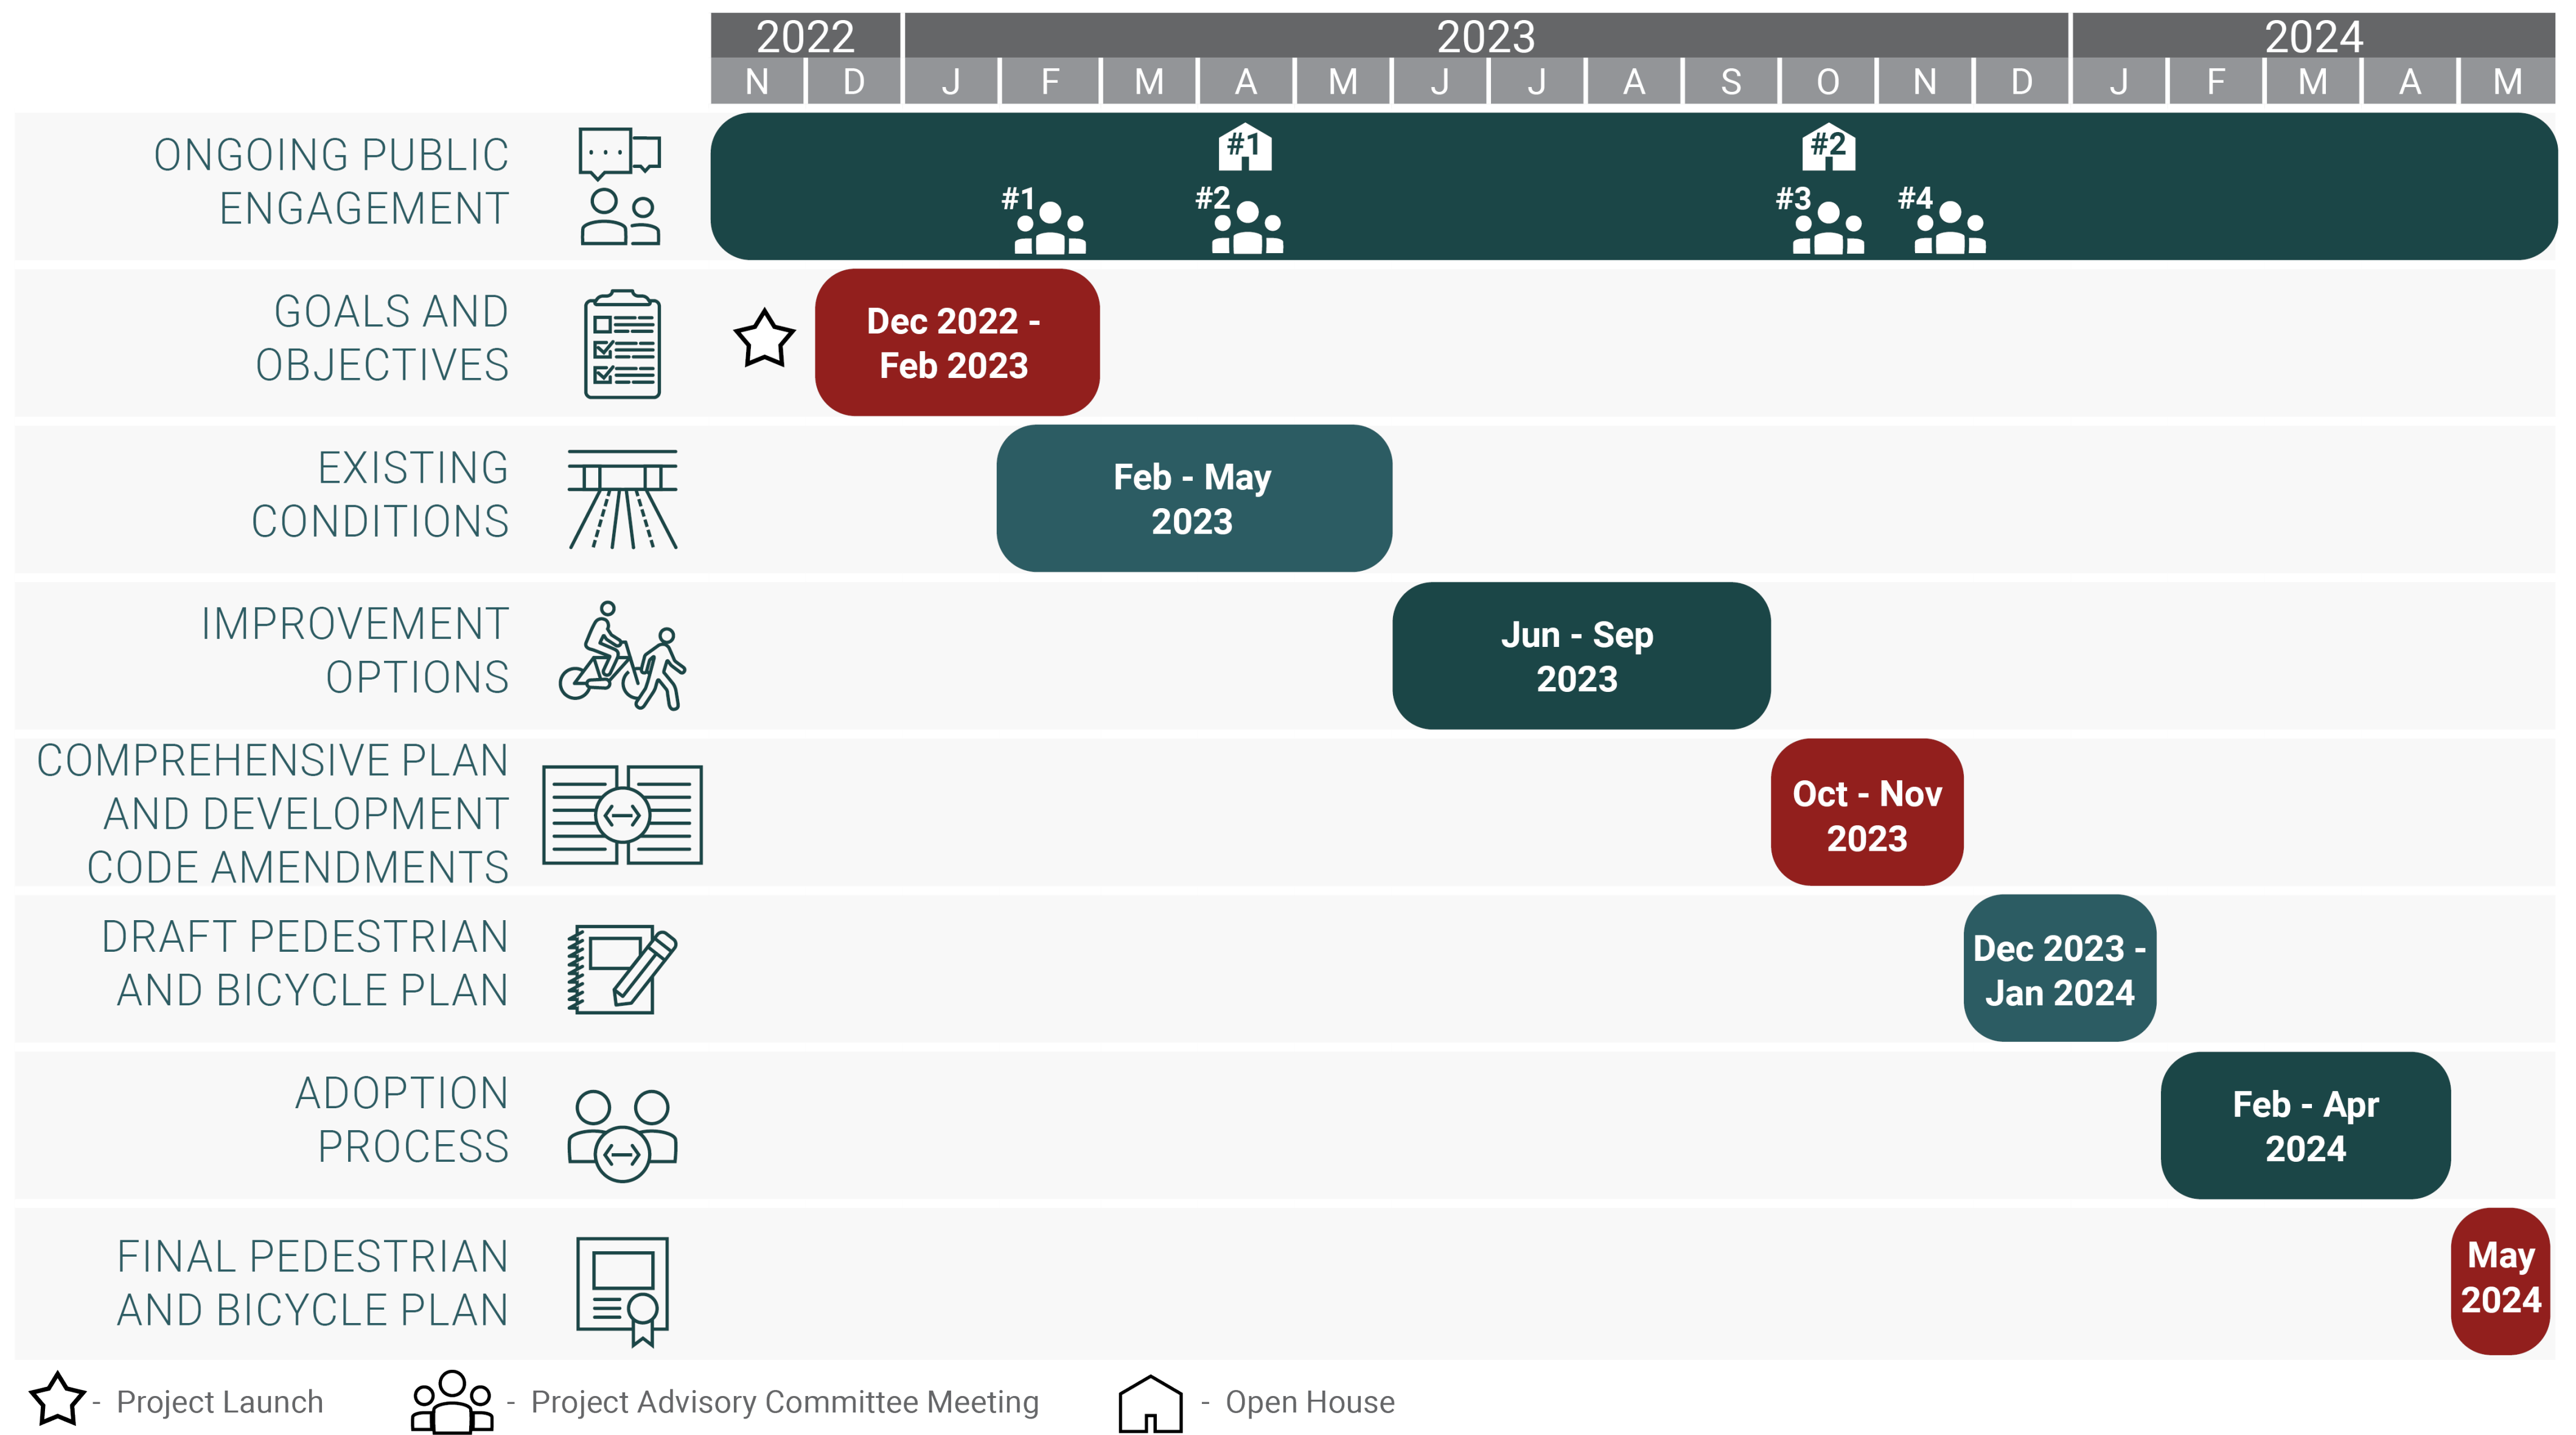 2022 2023 2024
N D J F M A M J J A S O N D J F M A M
ONGOING PUBLIC
ENGAGEMENT
#1 #2
#1 #2 #3 #4
GOALS AND
OBJECTIVES
Dec 2022 -
Feb 2023
EXISTING
CONDITIONS
Feb - May
2023
IMPROVEMENT
OPTIONS
Jun - Sep
2023
COMPREHENSIVE PLAN
AND DEVELOPMENT
CODE AMENDMENTS
Oct - Nov
2023
DRAFT PEDESTRIAN
AND BICYCLE PLAN
Dec 2023 -
Jan 2024
ADOPTION
PROCESS
Feb - Apr
2024
FINAL PEDESTRIAN
AND BICYCLE PLAN
May
2024
- Project Launch - Project Advisory Committee Meeting - Open House